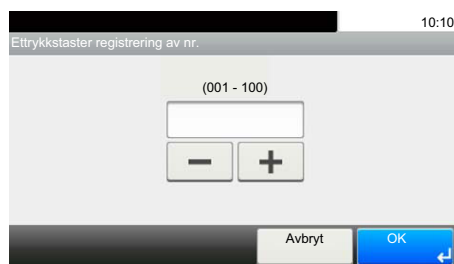 10:10
Ettrykkstaster registrering av nr.
(001 - 100)
Avbryt
OK